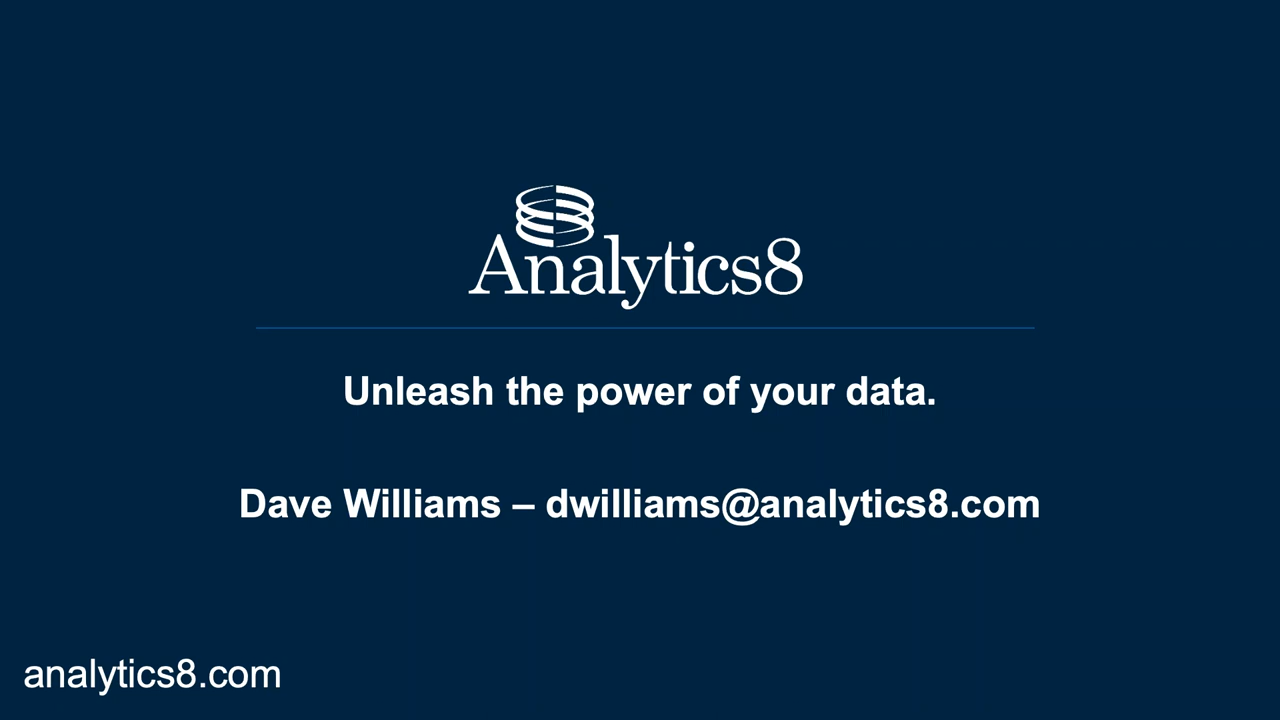 Analytics8
Unleash the power of your data.
Dave Williams – dwilliams@analytics8.com
analytics8.com